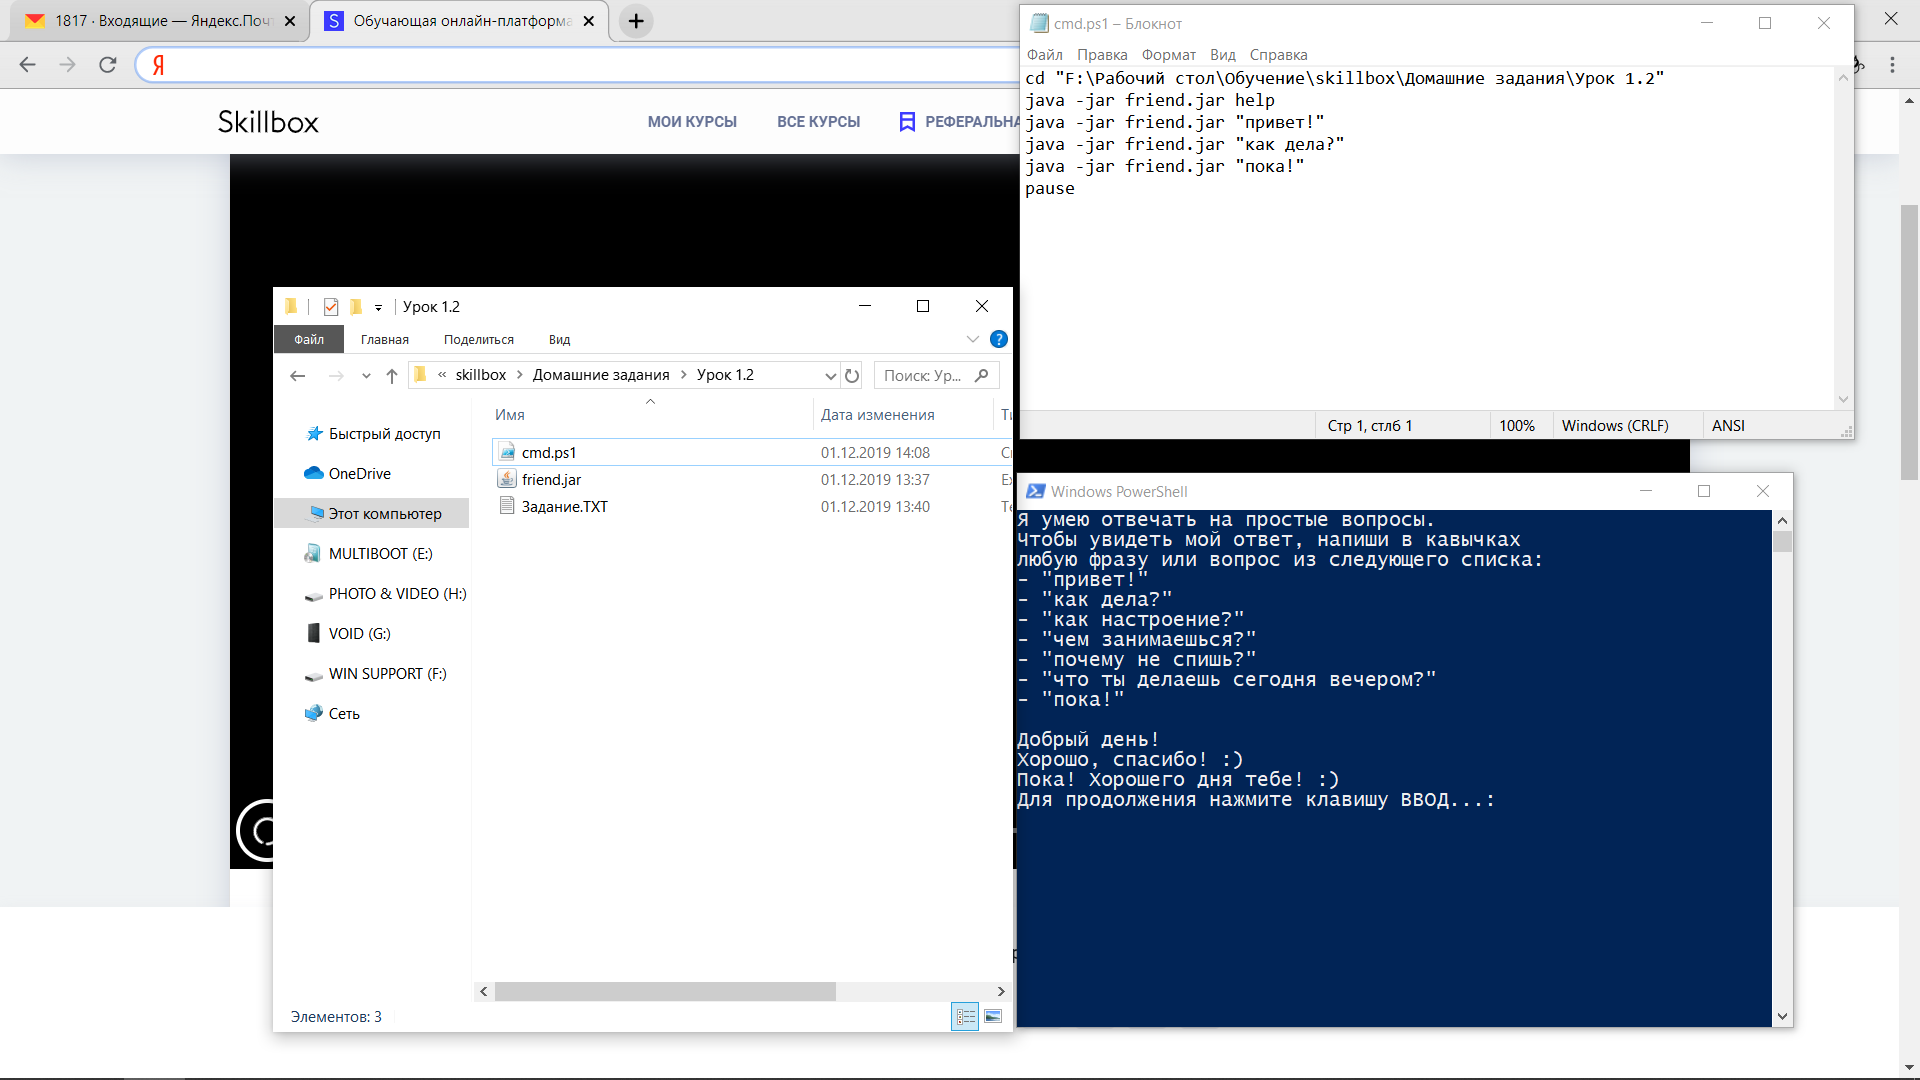 1817 · Входящие — Яндекс.Поч
Обучающая онлайн-платформа
Я
Skillbox
МОИ КУРСЫ
ВСЕ КУРСЫ
РЕФЕРАЛЬНА
cmd.ps1 – Блокнот
Файл Правка Формат Вид Справка
cd "F:\Рабочий стол\Обучение\skillbox\Домашние задания\Урок 1.2"
java -jar friend.jar help
java -jar friend.jar "привет!"
java -jar friend.jar "как дела?"
java -jar friend.jar "пока!"
pause
Стр 1, стлб 1
100%
Windows (CRLF)
ANSI
Урок 1.2
Файл Главная Поделиться Вид
« skillbox > Домашние задания > Урок 1.2
Поиск: Ур...
Имя Дата изменения Ти
Быстрый доступ
OneDrive
Этот компьютер
MULTIBOOT (E:)
PHOTO & VIDEO (H:)
VOID (G:)
WIN SUPPORT (F:)
Сеть
cmd.ps1 01.12.2019 14:08
friend.jar 01.12.2019 13:37
Задание.TXT 01.12.2019 13:40
Элементов: 3
Windows PowerShell
Я умею отвечать на простые вопросы.
Чтобы увидеть мой ответ, напиши в кавычках
любую фразу или вопрос из следующего списка:
- "привет!"
- "как дела?"
- "как настроение?"
- "чем занимаешься?"
- "почему не спишь?"
- "что ты делаешь сегодня вечером?"
- "пока!"
Добрый день!
Хорошо, спасибо! :)
Пока! Хорошего дня тебе! :)
Для продолжения нажмите клавишу ВВОД...: